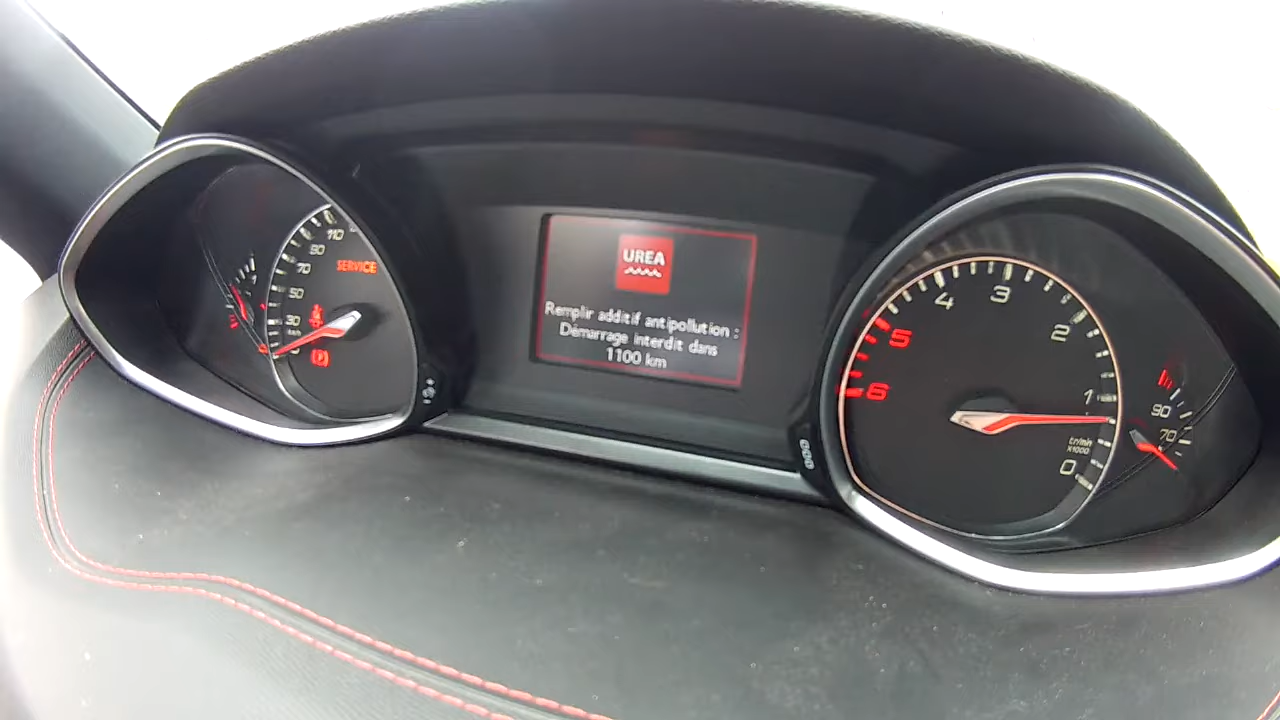 110
90
70
50
30
km/h
SERVICE
UREA
Remplir additif antipollution :
Démarrage interdit dans
1100 km
6
5
4
3
2
1
0
tr/min
x1000
90
70